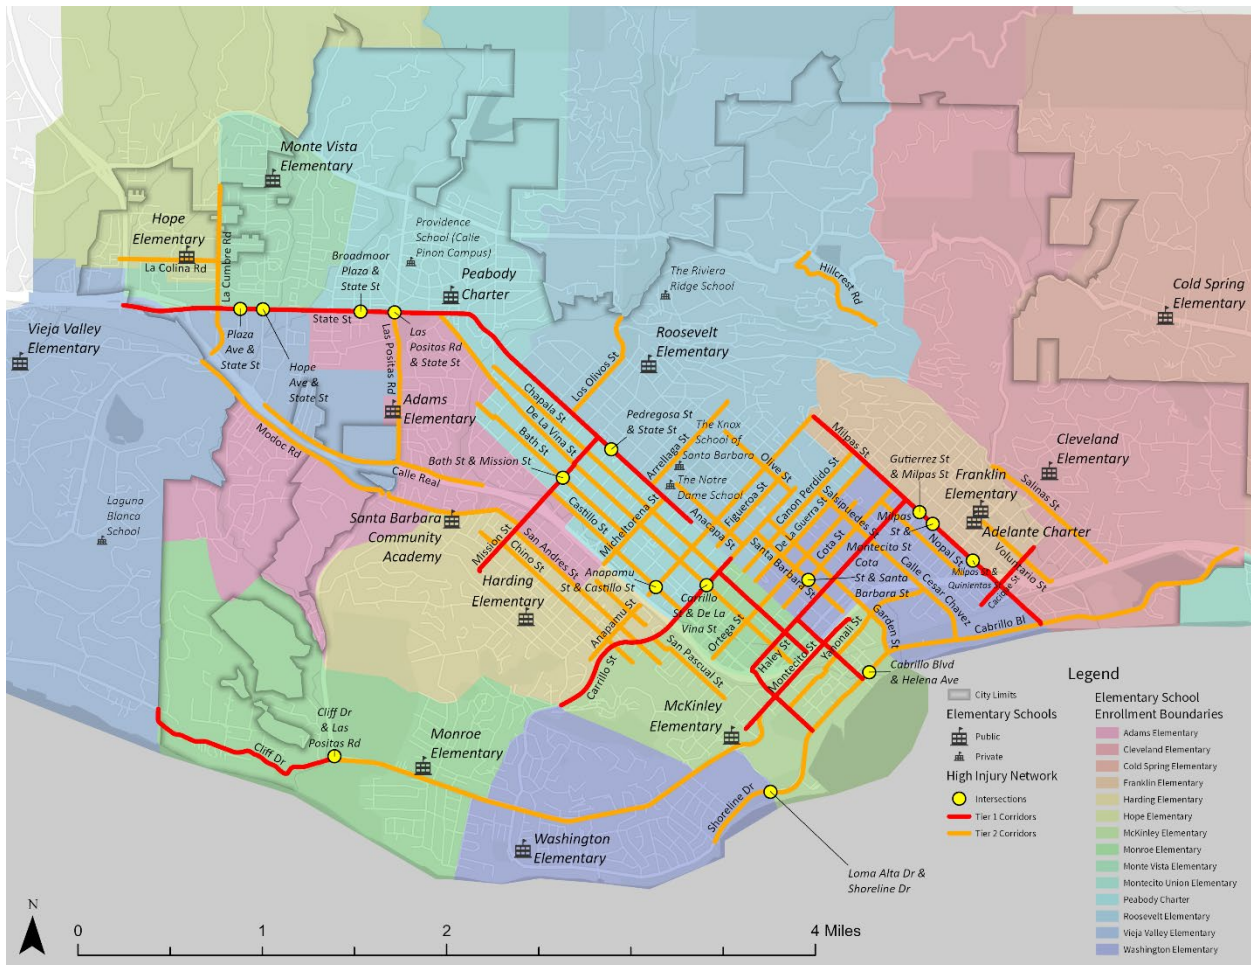 Monte Vista
Elementary
Hope
Elementary
La Colina Rd
La Cumbre Rd
Providence
School (Calle
Pinon Campus)
Broadmoor
Plaza &
State St
Peabody
Charter
The Riviera
Ridge School
Hillcrest Rd
Cold Spring
Elementary
Vieja Valley
Elementary
Plaza
Ave &
State St
State St
Hope
Ave &
State St
Las Positas Rd
Las
Positas Rd
& State St
Los Olivos St
Roosevelt
Elementary
Adams
Elementary
Chapala St
De La Vina St
Bath St
Pedregosa St
& State St
Arrellaga St
The Knox
School of
Santa Barbara
The Notre
Dame School
Olive St
Milpas St
Gutierrez St
& Milpas St
Cleveland
Elementary
Franklin
Elementary
Salinas St
Adelante Charter
Modoc Rd
Bath St & Mission St
Calle Real
Laguna
Blanca
School
Santa Barbara
Community
Academy
Mission St
Castillo St
Micheltorena St
Anacapa St
Figueroa St
Canon Perdido St
De La Guerra St
Salsipuedes St
Cota St
Milpas
St &
Montecito St
Nopal St
Voluntario St
Milpas St &
Quinientos
Cacique St
San Andres St
Chino St
Harding
Elementary
Anapamu
St & Castillo St
Anapamu St
Carrillo
St & De La
Vina St
Santa Barbara St
Cota
St & Santa
Barbara St
Calle Cesar Chavez
Garden St
Cabrillo Bl
Carrillo St
San Pascual St
Ortega St
Haley St
Montecito St
Yanonali St
Cabrillo Blvd
& Helena Ave
McKinley
Elementary
Cliff Dr
& Las
Positas Rd
Cliff Dr
Monroe
Elementary
Washington
Elementary
Shoreline Dr
Loma Alta Dr &
Shoreline Dr
Legend
City Limits
Elementary Schools
Public
Private
High Injury Network
Intersections
Tier 1 Corridors
Tier 2 Corridors
Elementary School
Enrollment Boundaries
Adams Elementary
Cleveland Elementary
Cold Spring Elementary
Franklin Elementary
Harding Elementary
Hope Elementary
McKinley Elementary
Monroe Elementary
Monte Vista Elementary
Montecito Union Elementary
Peabody Charter
Roosevelt Elementary
Vieja Valley Elementary
Washington Elementary
N
0 1 2 4 Miles